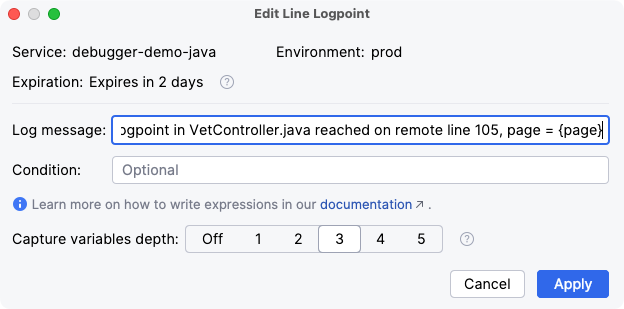 Edit Line Logpoint
Service: debugger-demo-java Environment: prod
Expiration: Expires in 2 days ?
Log message: ogpoint in VetController.java reached on remote line 105, page = {page}
Condition: Optional
Learn more on how to write expressions in our documentation ↗ .
Capture variables depth: Off 1 2 3 4 5 ?
Cancel Apply